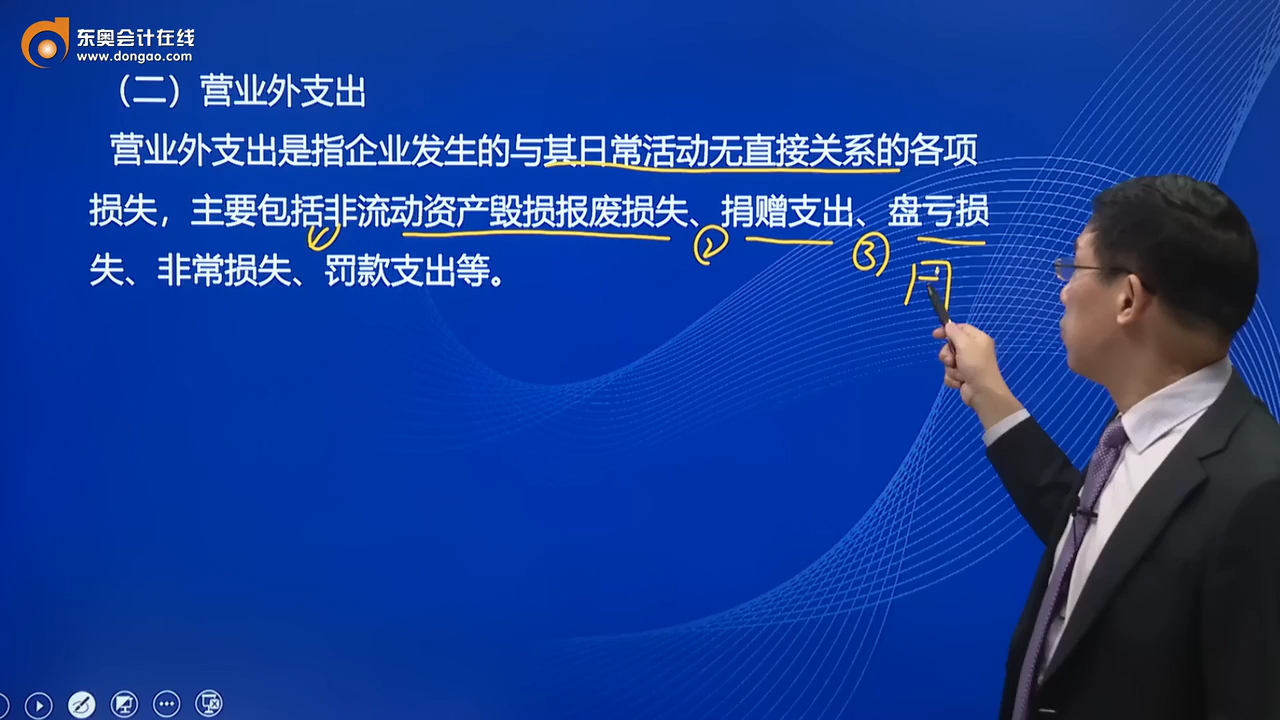 东奥会计在线
www.dongao.com
（二）营业外支出
营业外支出是指企业发生的与其日常活动无直接关系的各项
损失，主要包括非流动资产毁损报废损失、捐赠支出、盘亏损
失、非常损失、罚款支出等。
②
③